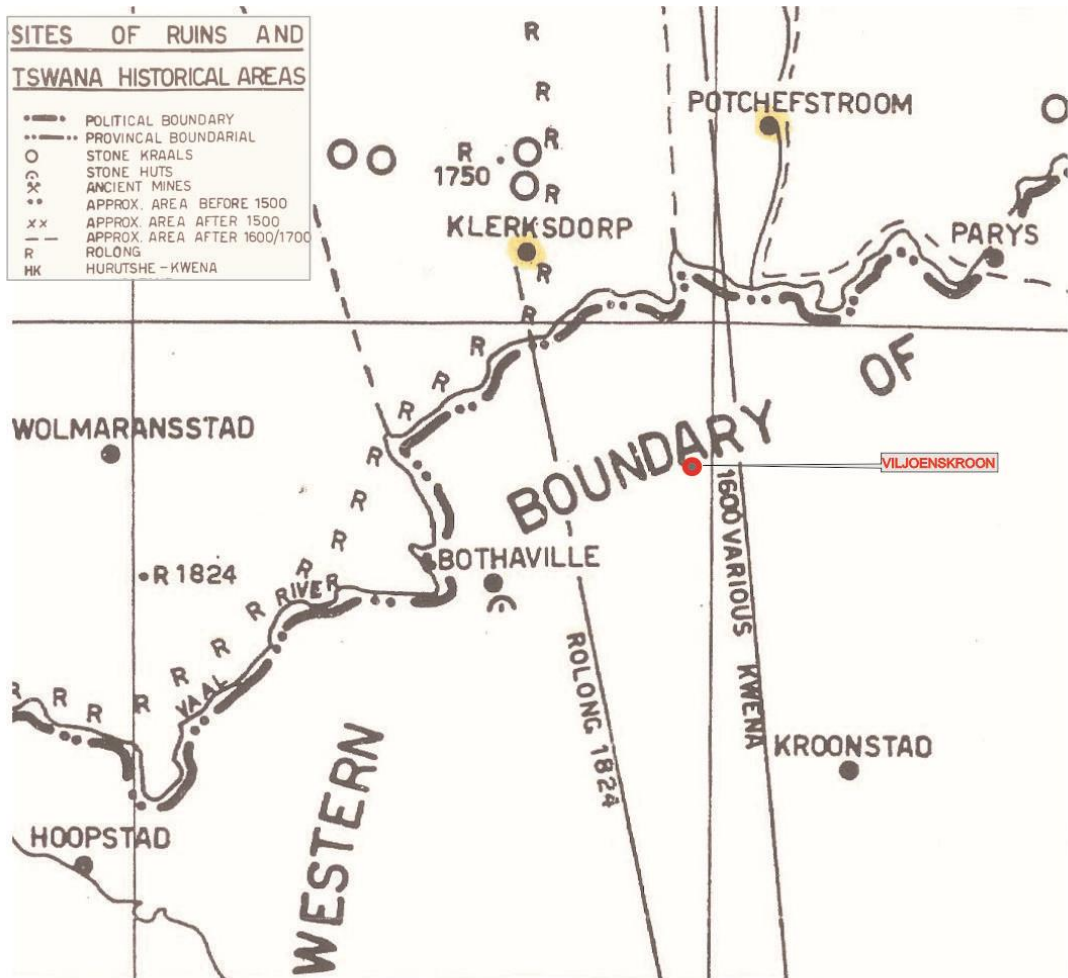 SITES OF RUINS AND
TSWANA HISTORICAL AREAS
POLITICAL BOUNDARY
PROVINCAL BOUNDARIAL
STONE KRAALS
STONE HUTS
ANCIENT MINES
APPROX. AREA BEFORE 1500
XX APPROX. AREA AFTER 1500
APPROX. AREA AFTER 1600/1700
R ROLONG
HK HURUTSHE - KWENA
R
R
R
R
R
R
1750
R
POTCHEFSTROOM
KLERKSDORP
R
R
PARYS
R
R
R
OF
WOLMARANSSTAD
R
BOUNDARY
VILJOENSKROON
R
R
R
R 1824
R
R
RIVER
R
R
BOTHAVILLE
1600 VARIOUS KWENA
R
R
R
R
R
R
VAAL
ROLONG 1824
KROONSTAD
WESTERN
HOOPSTAD